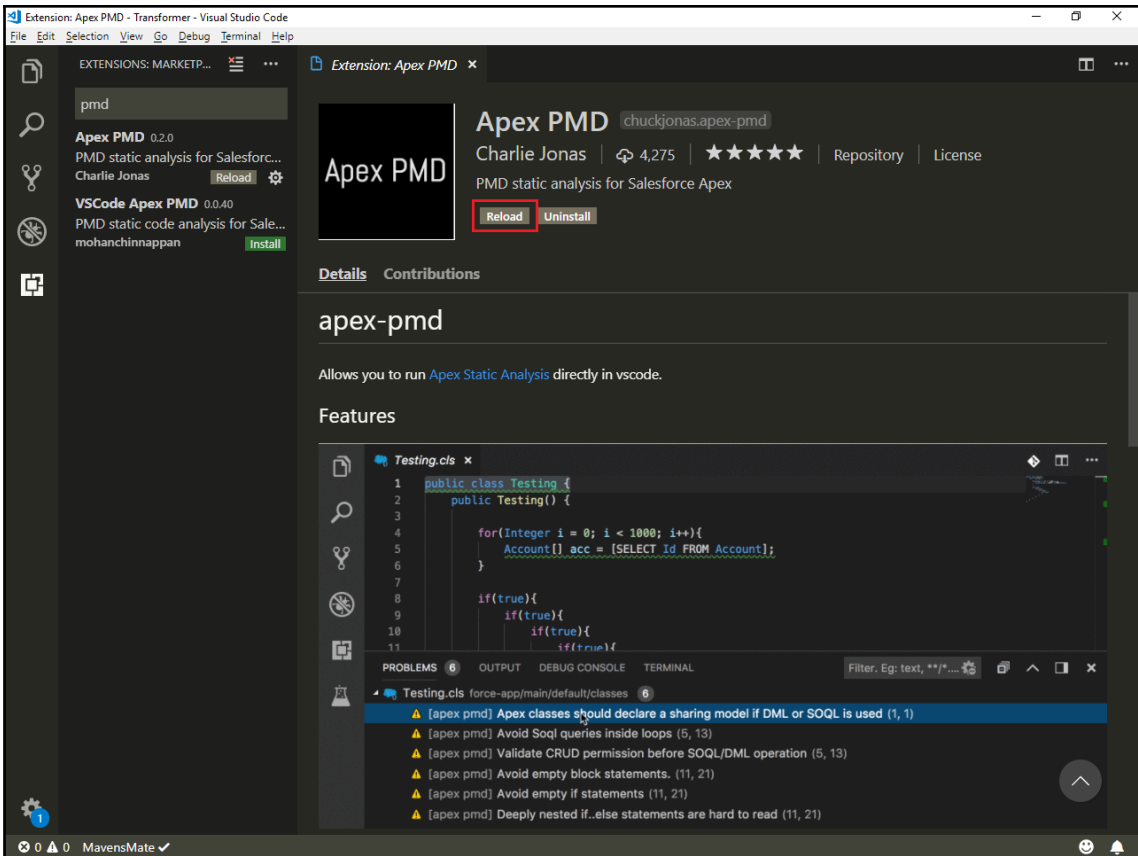 Extension: Apex PMD - Transformer - Visual Studio Code
File Edit Selection View Go Debug Terminal Help
EXTENSIONS: MARKETP...
pmd
Apex PMD 0.2.0
PMD static analysis for Salesforc...
Charlie Jonas Reload
VSCode Apex PMD 0.0.40
PMD static code analysis for Sale...
mohanchinnappan Install
1
Extension: Apex PMD
Apex PMD
Apex PMD chuckjonas.apex-pmd
Charlie Jonas 4,275 Repository License
PMD static analysis for Salesforce Apex
Reload Uninstall
Details Contributions
apex-pmd
Allows you to run Apex Static Analysis directly in vscode.
Features
Testing.cls
1 public class Testing {
2 public Testing() {
3
4 for(Integer i = 0; i < 1000; i++){
5 Account[] acc = [SELECT Id FROM Account];
6 }
7
8 if(true){
9 if(true){
10 if(true){
11 if(true){
PROBLEMS 6 OUTPUT DEBUG CONSOLE TERMINAL Filter. Eg: text, **/*....
Testing.cls force-app/main/default/classes 6
[apex pmd] Apex classes should declare a sharing model if DML or SOQL is used (1, 1)
[apex pmd] Avoid Soql queries inside loops (5, 13)
[apex pmd] Validate CRUD permission before SOQL/DML operation (5, 13)
[apex pmd] Avoid empty block statements. (11, 21)
[apex pmd] Avoid empty if statements (11, 21)
[apex pmd] Deeply nested if..else statements are hard to read (11, 21)
0 0 MavensMate